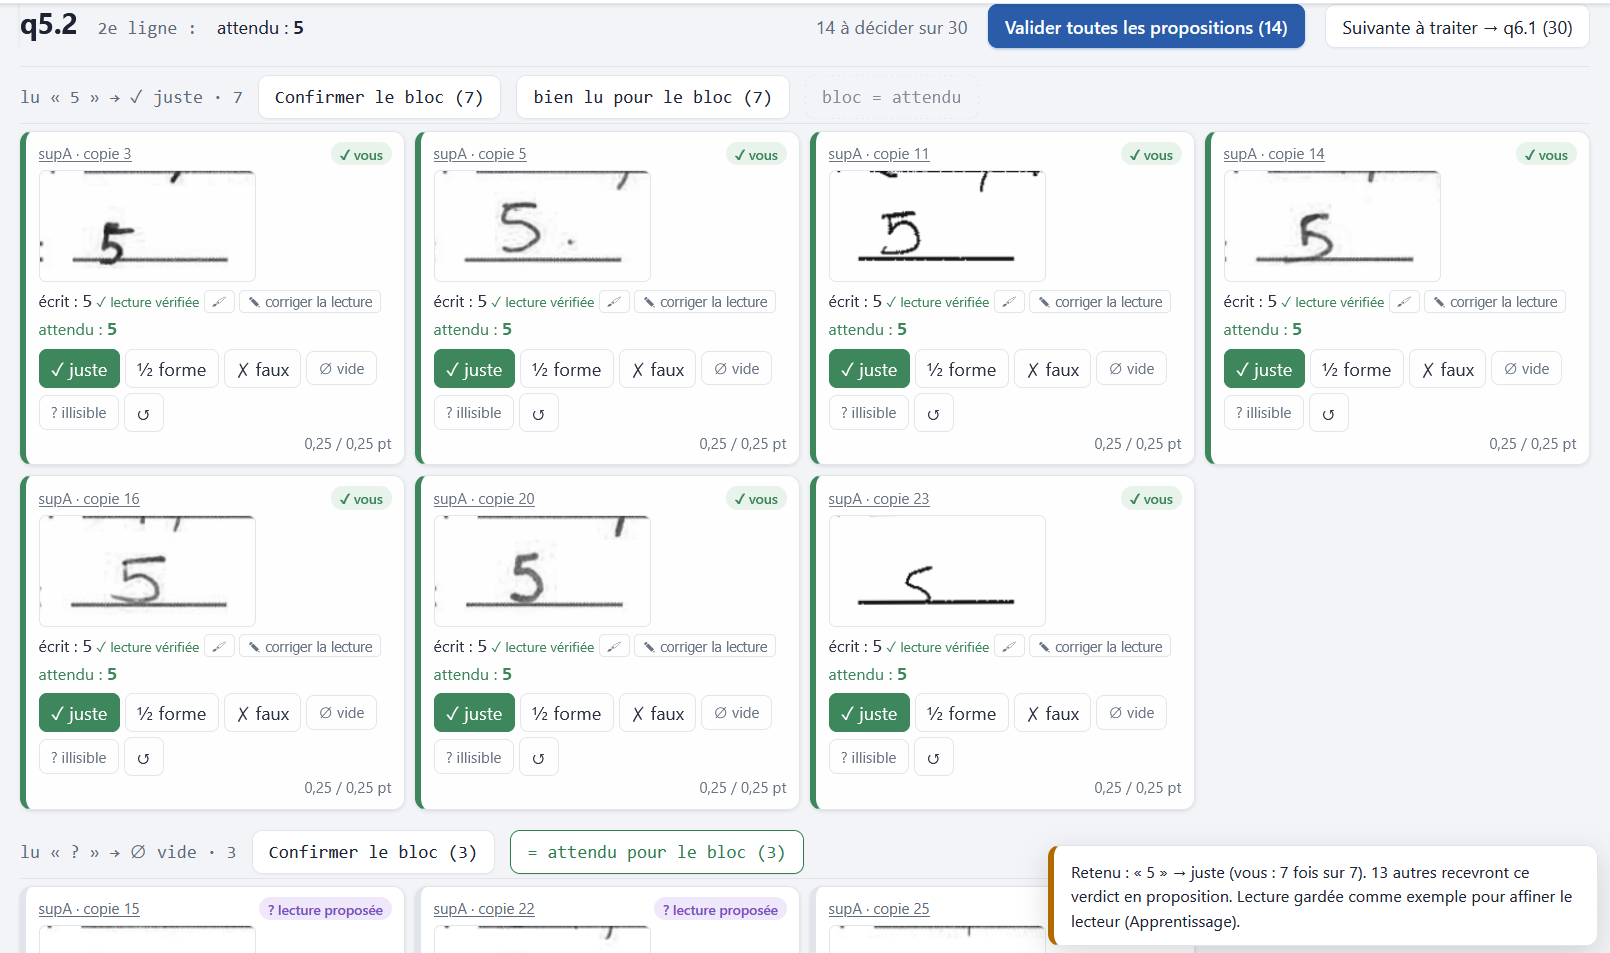 q5.2 2e ligne : attendu : 5 14 à décider sur 30 Valider toutes les propositions (14) Suivante à traiter → q6.1 (30)
lu « 5 » → ✓ juste · 7 Confirmer le bloc (7) bien lu pour le bloc (7) bloc = attendu
supA · copie 3 ✓ vous supA · copie 5 ✓ vous supA · copie 11 ✓ vous supA · copie 14 ✓ vous
5 5. 5 5
écrit : 5 ✓ lecture vérifiée corriger la lecture écrit : 5 ✓ lecture vérifiée corriger la lecture écrit : 5 ✓ lecture vérifiée corriger la lecture écrit : 5 ✓ lecture vérifiée corriger la lecture
attendu : 5 attendu : 5 attendu : 5 attendu : 5
✓ juste ½ forme ✗ faux ∅ vide ✓ juste ½ forme ✗ faux ∅ vide ✓ juste ½ forme ✗ faux ∅ vide ✓ juste ½ forme ✗ faux ∅ vide
? illisible ↺ ? illisible ↺ ? illisible ↺ ? illisible ↺
0,25 / 0,25 pt 0,25 / 0,25 pt 0,25 / 0,25 pt 0,25 / 0,25 pt
supA · copie 16 ✓ vous supA · copie 20 ✓ vous supA · copie 23 ✓ vous
5 5 5
écrit : 5 ✓ lecture vérifiée corriger la lecture écrit : 5 ✓ lecture vérifiée corriger la lecture écrit : 5 ✓ lecture vérifiée corriger la lecture
attendu : 5 attendu : 5 attendu : 5
✓ juste ½ forme ✗ faux ∅ vide ✓ juste ½ forme ✗ faux ∅ vide ✓ juste ½ forme ✗ faux ∅ vide
? illisible ↺ ? illisible ↺ ? illisible ↺
0,25 / 0,25 pt 0,25 / 0,25 pt 0,25 / 0,25 pt
lu « ? » → ∅ vide · 3 Confirmer le bloc (3) = attendu pour le bloc (3)
supA · copie 15 ? lecture proposée supA · copie 22 ? lecture proposée supA · copie 25
Retenu : « 5 » → juste (vous : 7 fois sur 7). 13 autres recevront ce
verdict en proposition. Lecture gardée comme exemple pour affiner le
lecteur (Apprentissage).